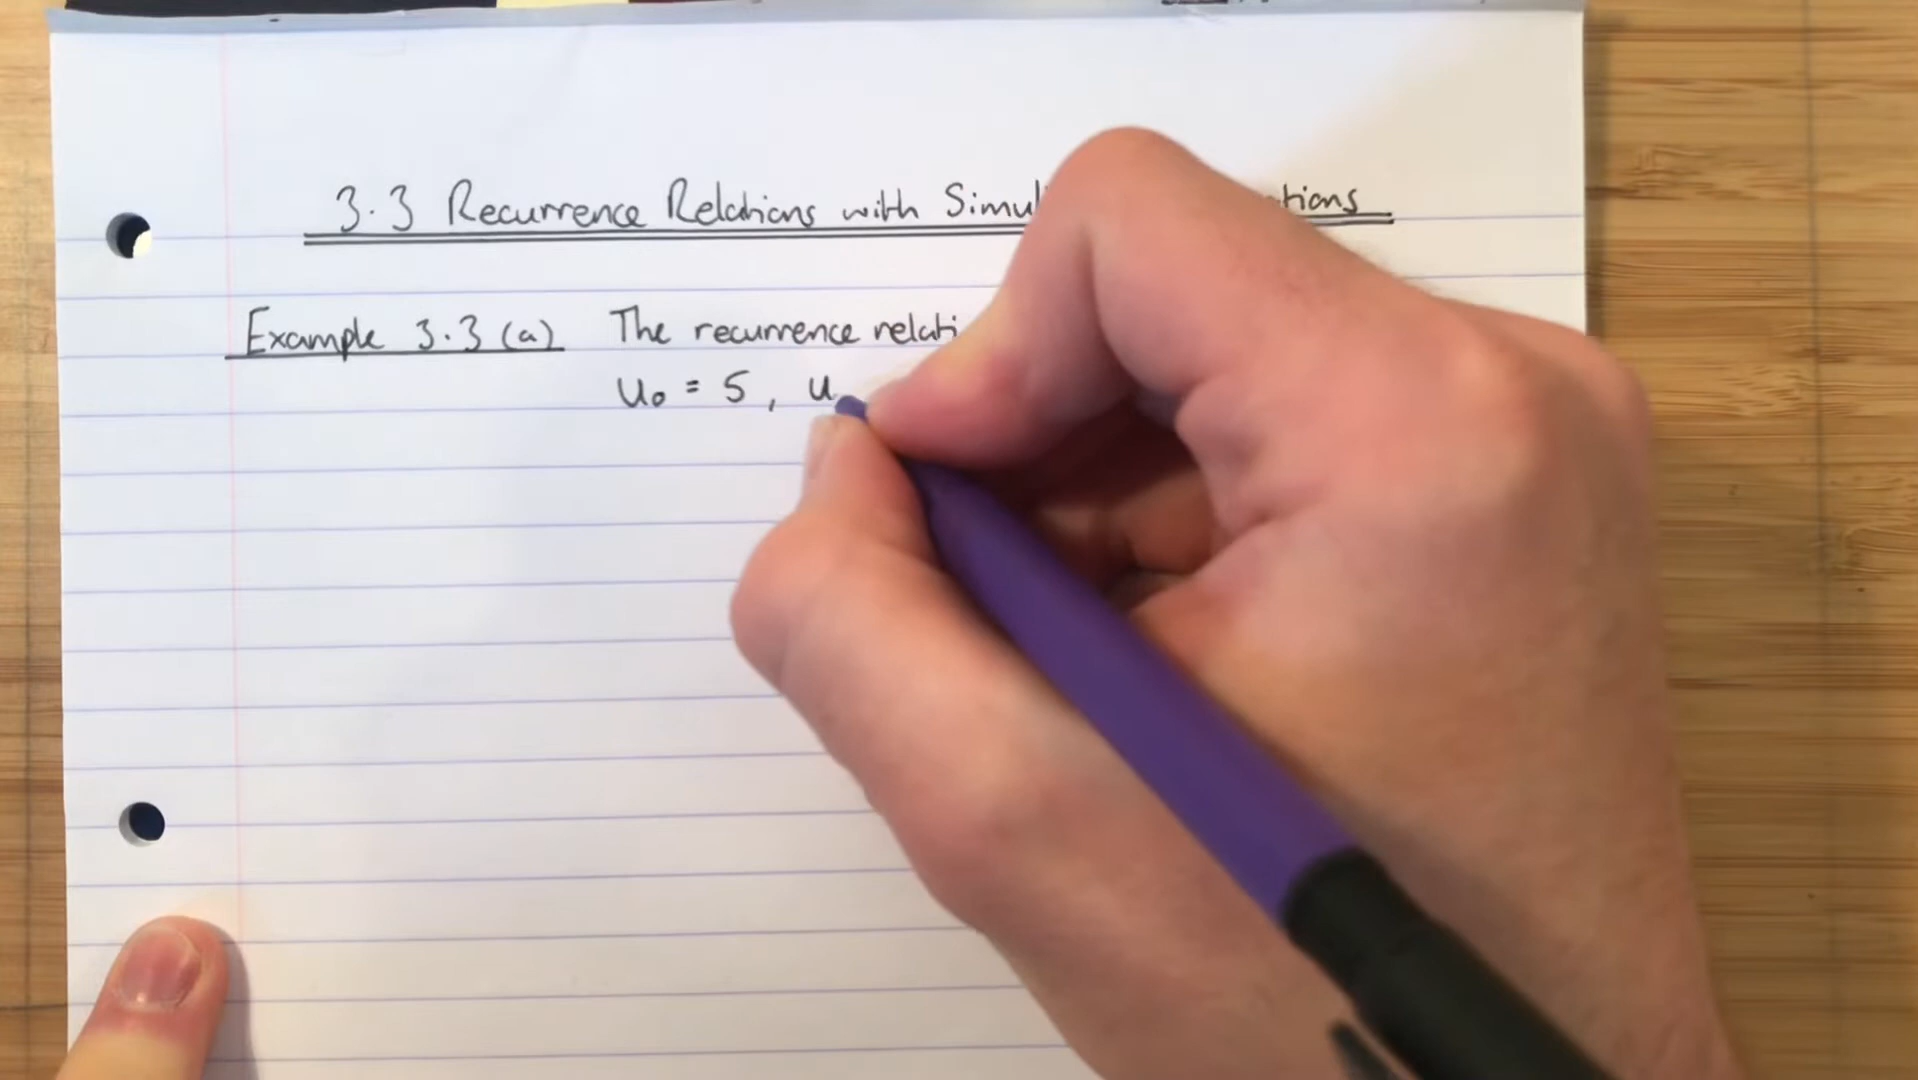 3.3 Recurrence Relations with Simul tions
Example 3.3 (a) The recurrence relati
u₀ = 5, u